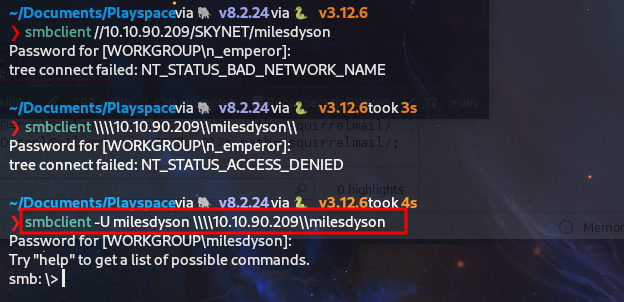 ~/Documents/Playspace via 🐘 v8.2.24 via 🐍 v3.12.6
❯ smbclient //10.10.90.209/SKYNET/milesdyson
Password for [WORKGROUP\n_emperor]:
tree connect failed: NT_STATUS_BAD_NETWORK_NAME
~/Documents/Playspace via 🐘 v8.2.24 via 🐍 v3.12.6 took 3s 37 main
❯ smbclient \\\\10.10.90.209\\milesdyson\\ quirrelmail/
Password for [WORKGROUP\n_emperor]: quirrelmail/;
tree connect failed: NT_STATUS_ACCESS_DENIED
0 highlights
~/Documents/Playspace via 🐘 v8.2.24 via 🐍 v3.12.6 took 4s
❯ smbclient -U milesdyson \\\\10.10.90.209\\milesdyson
Memor
Password for [WORKGROUP\milesdyson]:
Try "help" to get a list of possible commands.
smb: \>